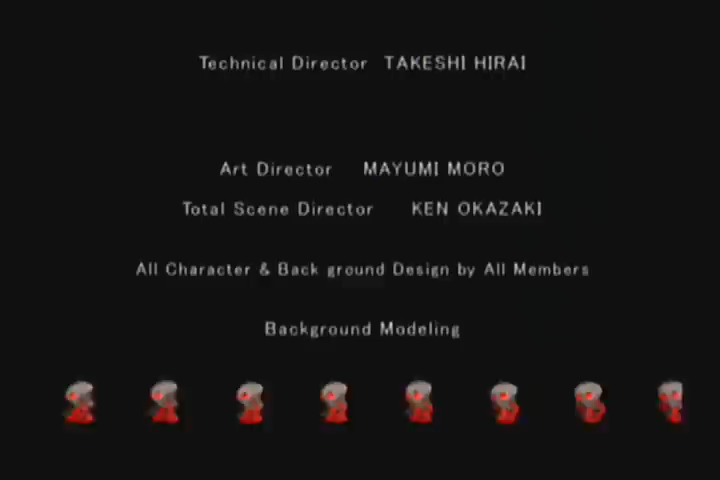 Technical Director TAKESHI HIRAI
Art Director MAYUMI MORO
Total Scene Director KEN OKAZAKI
All Character & Back ground Design by All Members
Background Modeling